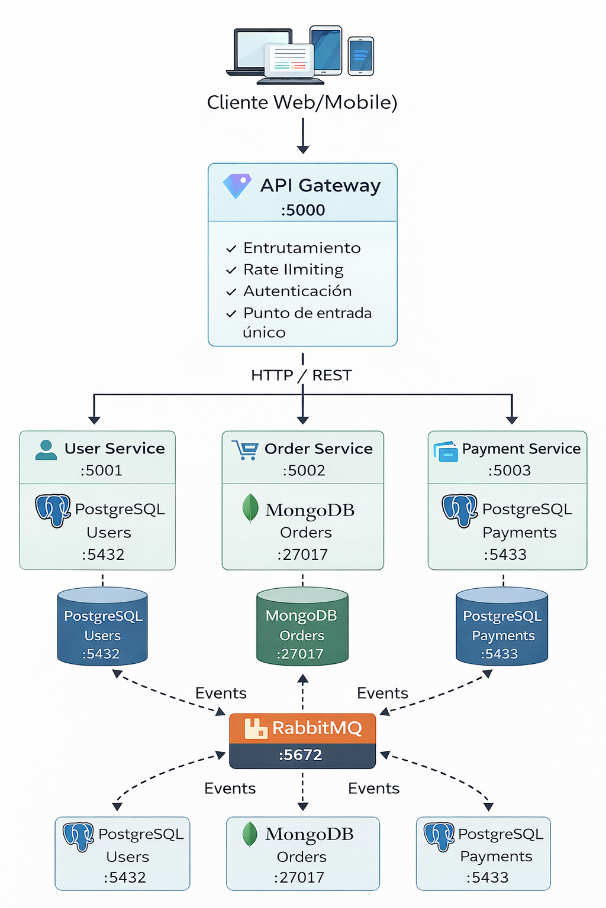 Cliente Web/Mobile)
API Gateway
:5000
✓ Entrutamiento
✓ Rate llmiting
✓ Autenticación
✓ Punto de entrada
único
HTTP / REST
User Service
:5001
PostgreSQL
Users
:5432
Order Service
:5002
MongoDB
Orders
:27017
Payment Service
:5003
PostgreSQL
Payments
:5433
PostgreSQL
Users
:5432
MongoDB
Orders
:27017
PostgreSQL
Payments
:5433
Events
Events
RabbitMQ
:5672
Events
Events
PostgreSQL
Users
:5432
MongoDB
Orders
:27017
PostgreSQL
Payments
:5433